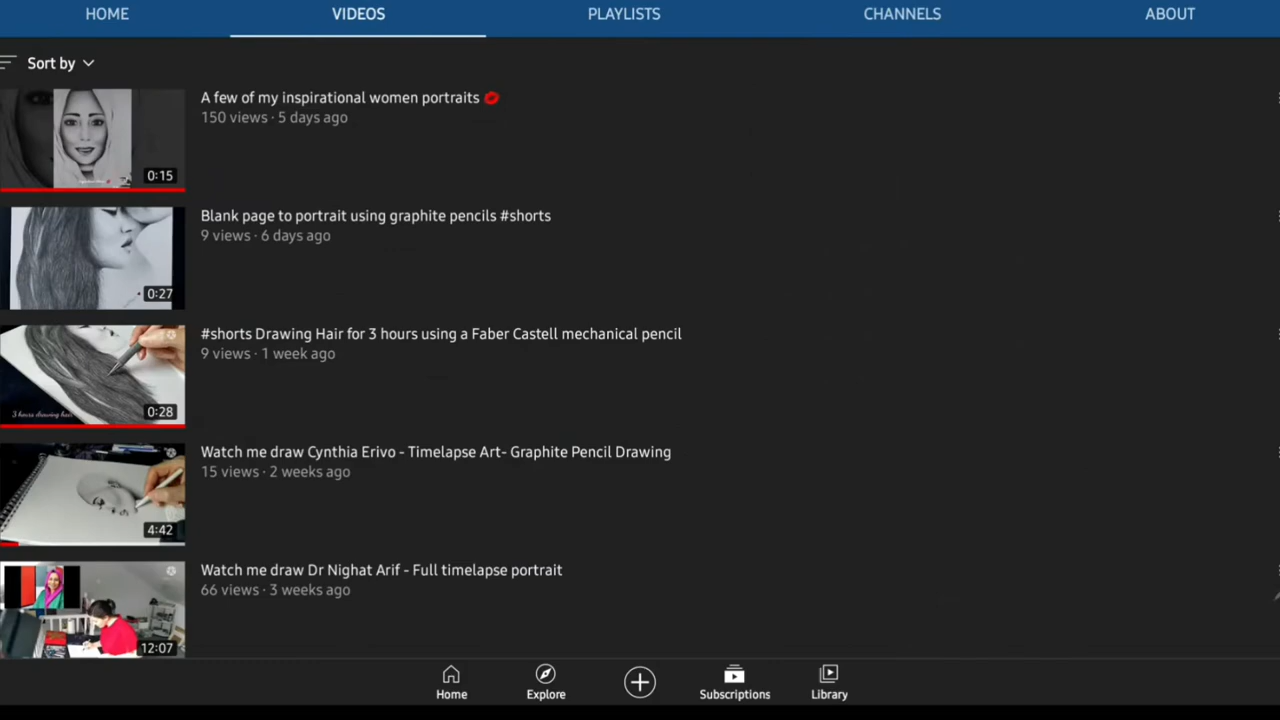 HOME VIDEOS PLAYLISTS CHANNELS ABOUT
Sort by
A few of my inspirational women portraits 💋
150 views · 5 days ago
0:15
Blank page to portrait using graphite pencils #shorts
9 views · 6 days ago
0:27
#shorts Drawing Hair for 3 hours using a Faber Castell mechanical pencil
9 views · 1 week ago
3 hours drawing hair
0:28
Watch me draw Cynthia Erivo - Timelapse Art- Graphite Pencil Drawing
15 views · 2 weeks ago
4:42
Watch me draw Dr Nighat Arif - Full timelapse portrait
66 views · 3 weeks ago
12:07
Home Explore Subscriptions Library